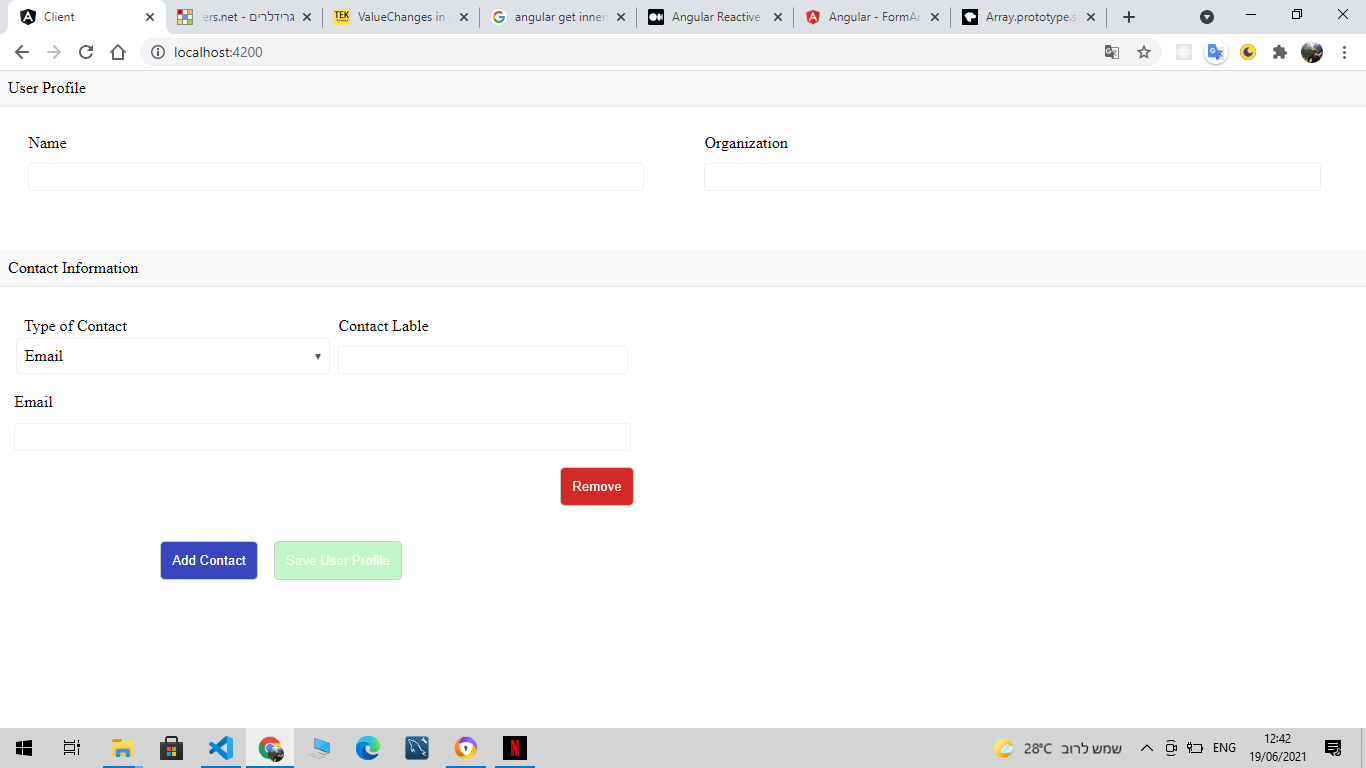 Client
ers.net - גרידלרים
TEK
ValueChanges in
angular get inner
Angular Reactive
Angular - FormAr
Array.prototype.s
localhost:4200
User Profile
Name
Organization
Contact Information
Type of Contact
Contact Lable
Email
Email
Remove
Add Contact
Save User Profile
28°C שמש לרוב
ENG
12:42
19/06/2021